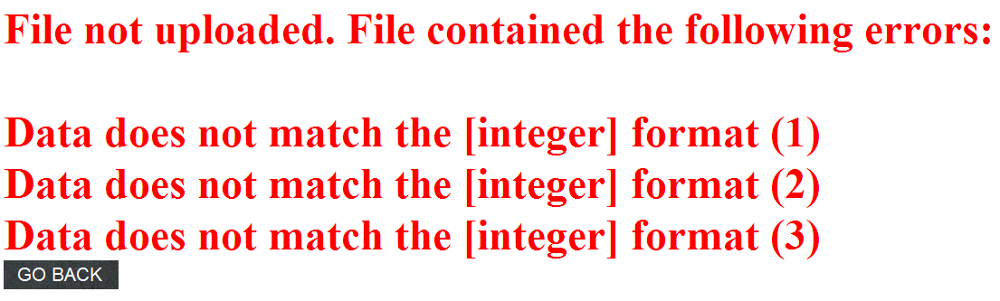 File not uploaded. File contained the following errors:
Data does not match the [integer] format (1)
Data does not match the [integer] format (2)
Data does not match the [integer] format (3)
GO BACK